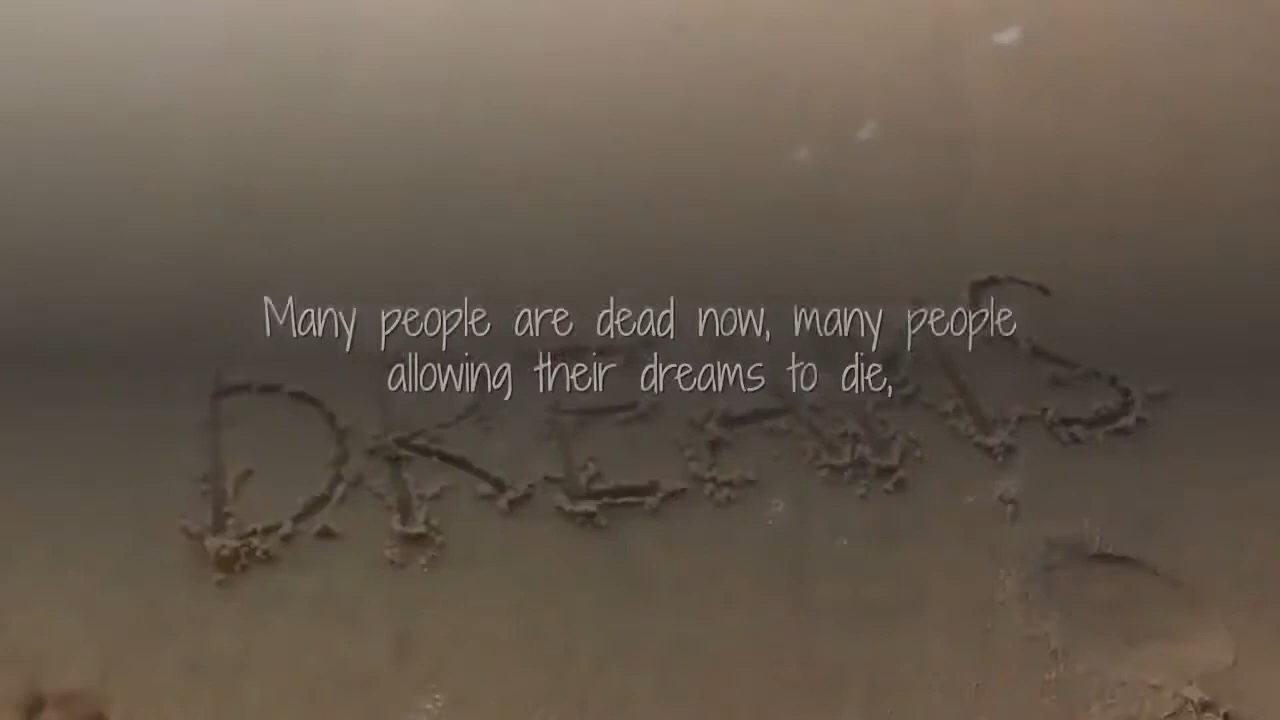 Many people are dead now, many people
allowing their dreams to die,
DREAMS